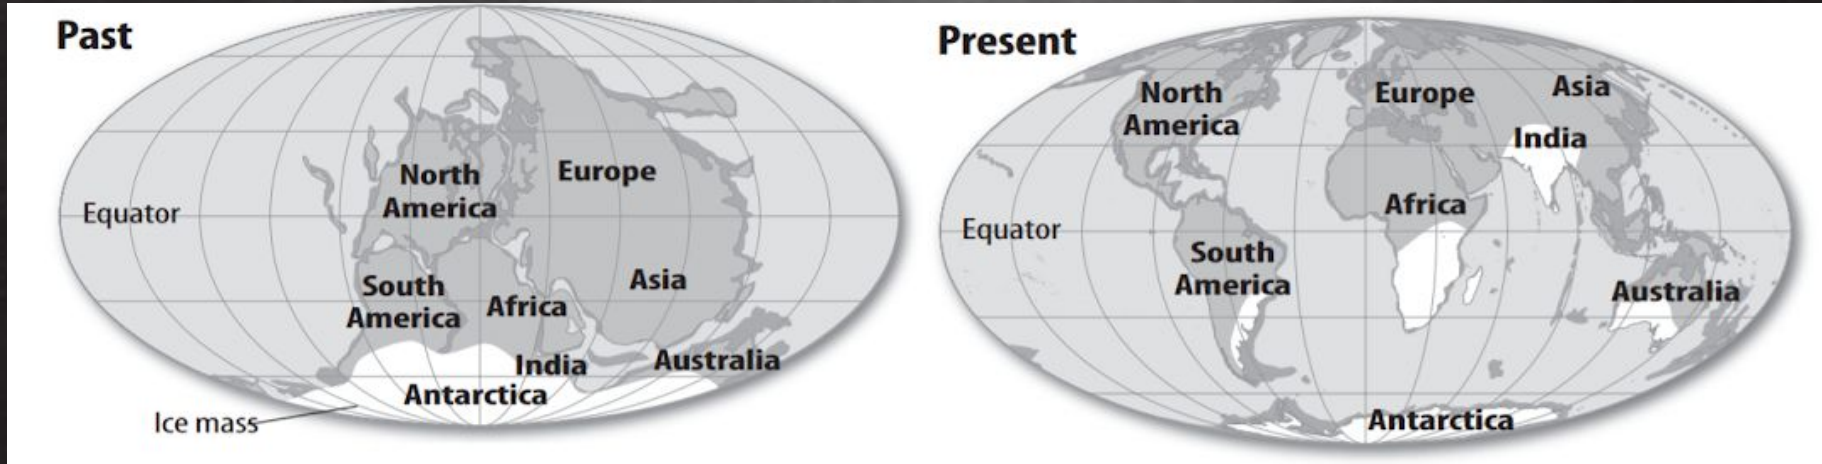 Past
North
America
Europe
Equator
South
America
Africa
Asia
India
Australia
Antarctica
Ice mass
Present
North
America
Europe
Asia
India
Africa
Equator
South
America
Australia
Antarctica